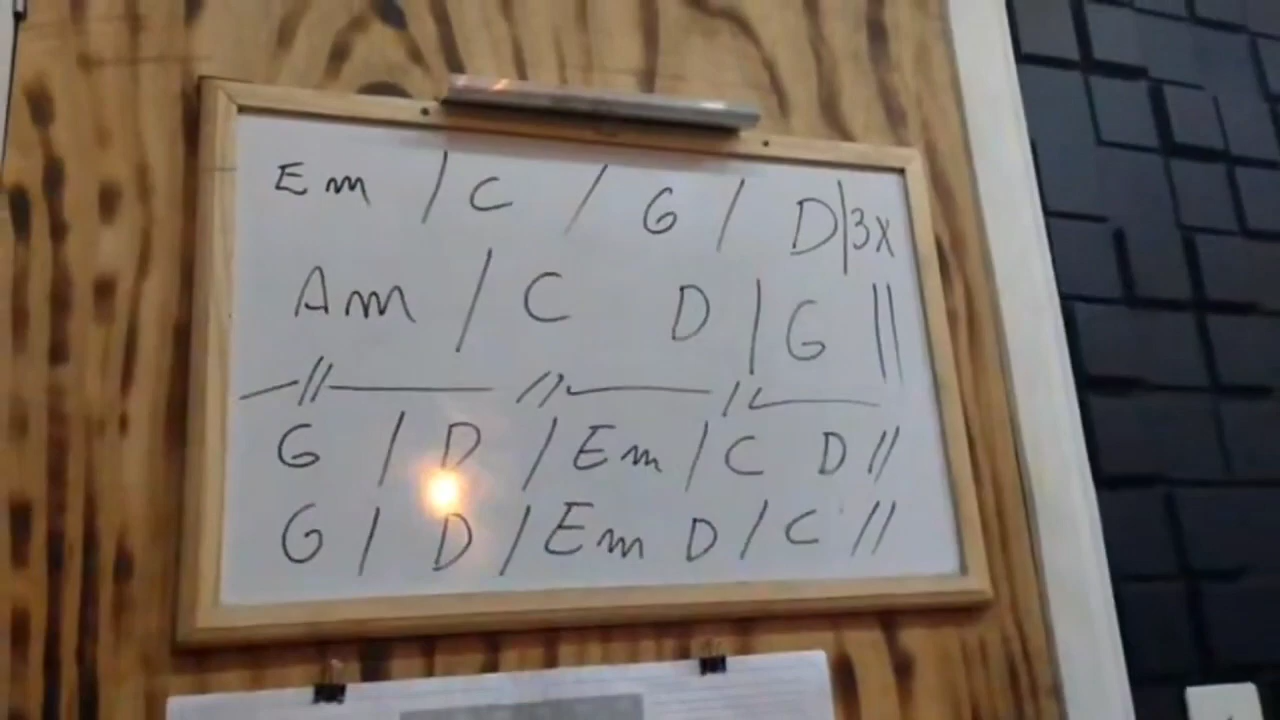 Em / C / G / D | 3x
Am / C D | G ||
G / D / Em / C D //
G / D / Em D / C //